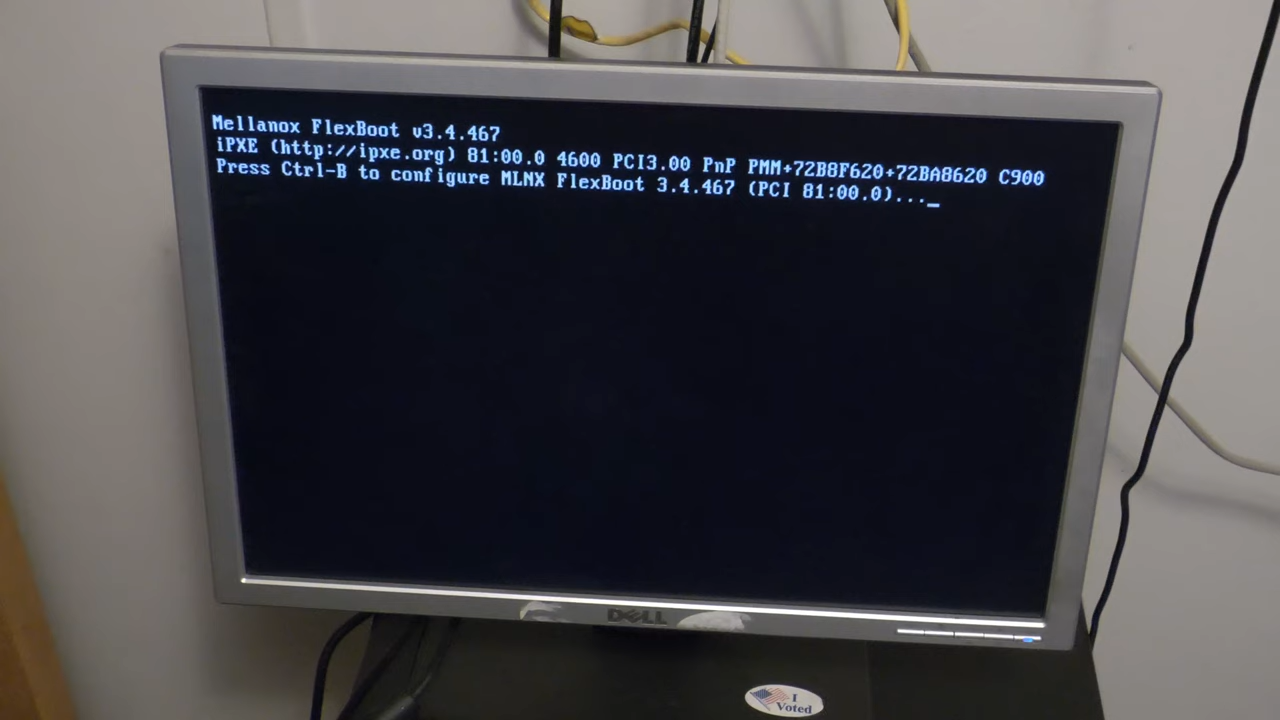 Mellanox FlexBoot v3.4.467
iPXE (http://ipxe.org) 81:00.0 4600 PCI3.00 PnP PMM+72B8F620+72BA8620 C900
Press Ctrl-B to configure MLNX FlexBoot 3.4.467 (PCI 81:00.0)..._
DELL
I
Voted